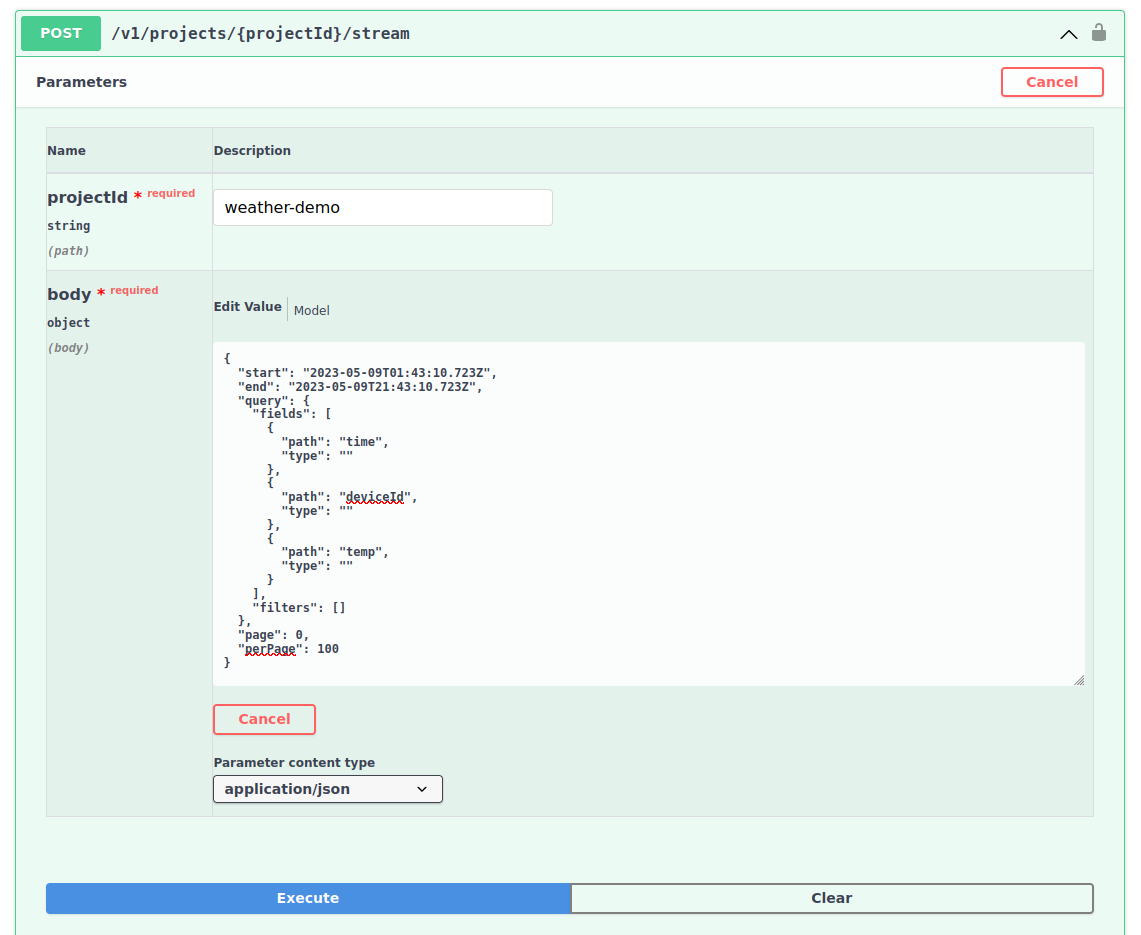 POST /v1/projects/{projectId}/stream
Parameters
Cancel
Name Description
projectId * required
weather-demo
string
(path)
body * required
Edit Value Model
object
(body)
{
  "start": "2023-05-09T01:43:10.723Z",
  "end": "2023-05-09T21:43:10.723Z",
  "query": {
    "fields": [
      {
        "path": "time",
        "type": ""
      },
      {
        "path": "deviceId",
        "type": ""
      },
      {
        "path": "temp",
        "type": ""
      }
    ],
    "filters": []
  },
  "page": 0,
  "perPage": 100
}
Cancel
Parameter content type
application/json
Execute Clear